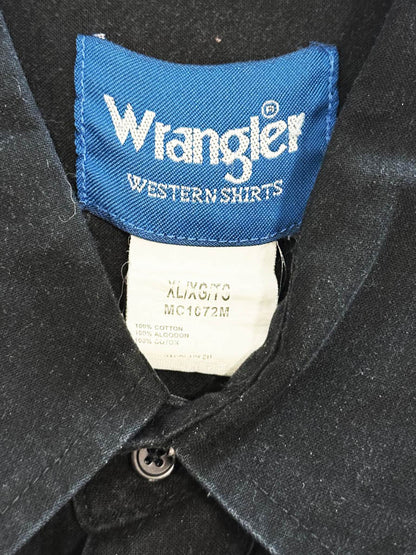 Wrangler ®
WESTERN SHIRTS
XL/XG/TG
MC1672M
100% COTTON
100% ALGODON
100% COTON